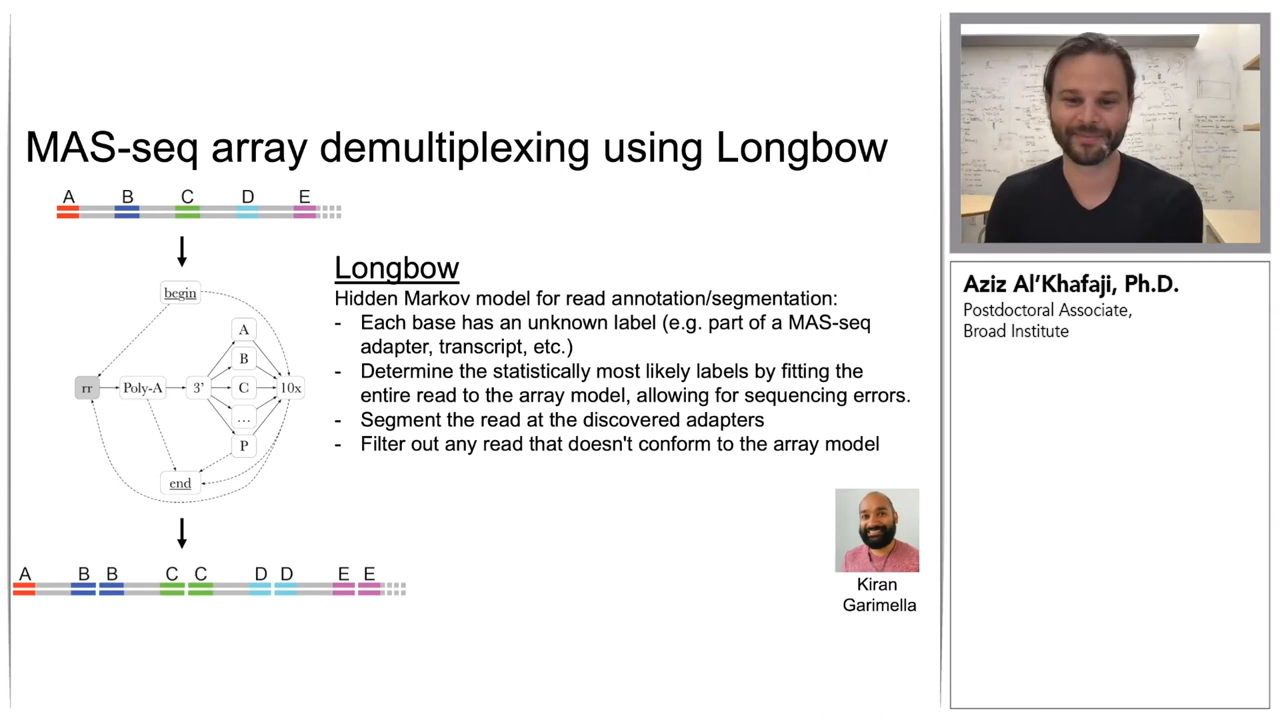 MAS-seq array demultiplexing using Longbow
A B C D E
begin
A
B
rr Poly-A 3' C 10x
...
P
end
A B B C C D D E E
Longbow
Hidden Markov model for read annotation/segmentation:
- Each base has an unknown label (e.g. part of a MAS-seq
adapter, transcript, etc.)
- Determine the statistically most likely labels by fitting the
entire read to the array model, allowing for sequencing errors.
- Segment the read at the discovered adapters
- Filter out any read that doesn't conform to the array model
Kiran
Garimella
Aziz Al’Khafaji, Ph.D.
Postdoctoral Associate,
Broad Institute